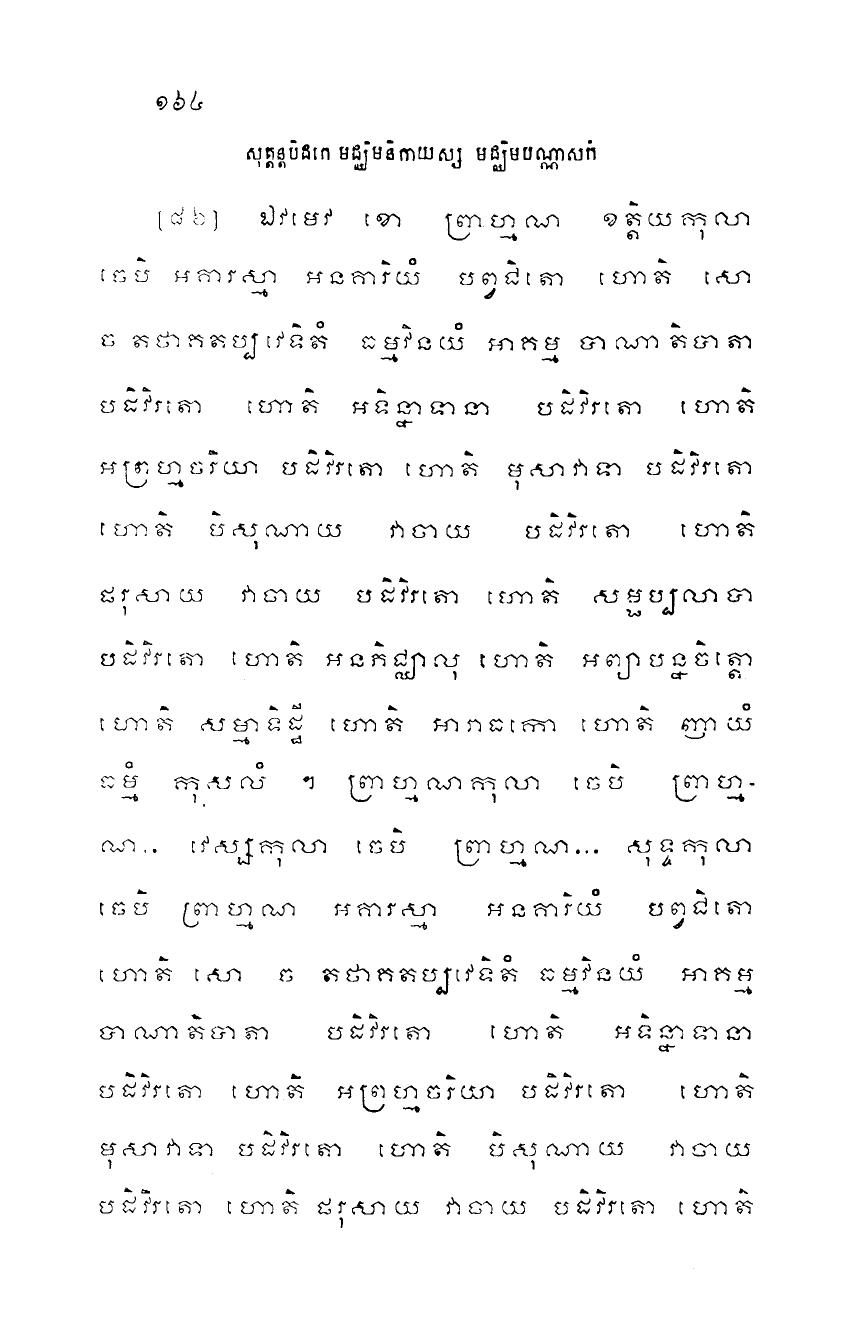 ១៦៤
សុត្តន្តបិដកេ មជ្ឈិមនិកាយស្ស មជ្ឈិមបណ្ណាសកំ
[៨៦] ឯវមេវ ខោ ព្រាហ្មណ ខត្តិយកុលា
ចេបិ អគារស្មា អនគារិយំ បព្វជិតោ ហោតិ សោ
ច តថាគតប្បវេទិតំ ធម្មវិនយំ អាគម្ម បាណាតិបាតា
បដិវិរតោ ហោតិ អទិន្នាទានា បដិវិរតោ ហោតិ
អព្រហ្មចរិយា បដិវិរតោ ហោតិ មុសាវាទា បដិវិរតោ
ហោតិ បិសុណាយ វាចាយ បដិវិរតោ ហោតិ
ផរុសាយ វាចាយ បដិវិរតោ ហោតិ សម្ផប្បលាបា
បដិវិរតោ ហោតិ អនភិជ្ឈាលុ ហោតិ អព្យាបន្នចិត្តោ
ហោតិ សម្មាទិដ្ឋី ហោតិ អារាធកោ ហោតិ ញាយំ
ធម្មំ កុសលំ ។ ព្រាហ្មណកុលា ចេបិ ព្រាហ្ម-
ណ.. វេស្សកុលា ចេបិ ព្រាហ្មណ... សុទ្ទកុលា
ចេបិ ព្រាហ្មណ អគារស្មា អនគារិយំ បព្វជិតោ
ហោតិ សោ ច តថាគតប្បវេទិតំ ធម្មវិនយំ អាគម្ម
បាណាតិបាតា បដិវិរតោ ហោតិ អទិន្នាទានា
បដិវិរតោ ហោតិ អព្រហ្មចរិយា បដិវិរតោ ហោតិ
មុសាវាទា បដិវិរតោ ហោតិ បិសុណាយ វាចាយ
បដិវិរតោ ហោតិ ផរុសាយ វាចាយ បដិវិរតោ ហោតិ